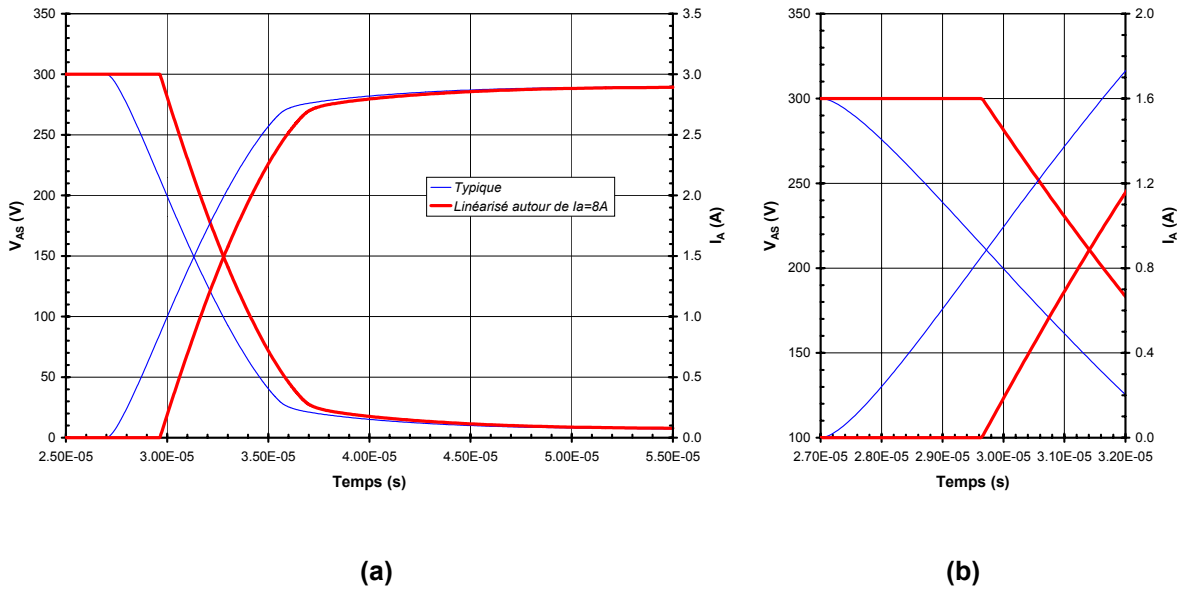 350
300
250
200
150
100
50
0
V_AS (V)
3.5
3.0
2.5
2.0
1.5
1.0
0.5
0.0
I_A (A)
Typique
Linéarisé autour de Ia=8A
2.50E-05 3.00E-05 3.50E-05 4.00E-05 4.50E-05 5.00E-05 5.50E-05
Temps (s)
(a)
350
300
250
200
150
100
V_AS (V)
2.0
1.6
1.2
0.8
0.4
0.0
I_A (A)
2.70E-05 2.80E-05 2.90E-05 3.00E-05 3.10E-05 3.20E-05
Temps (s)
(b)